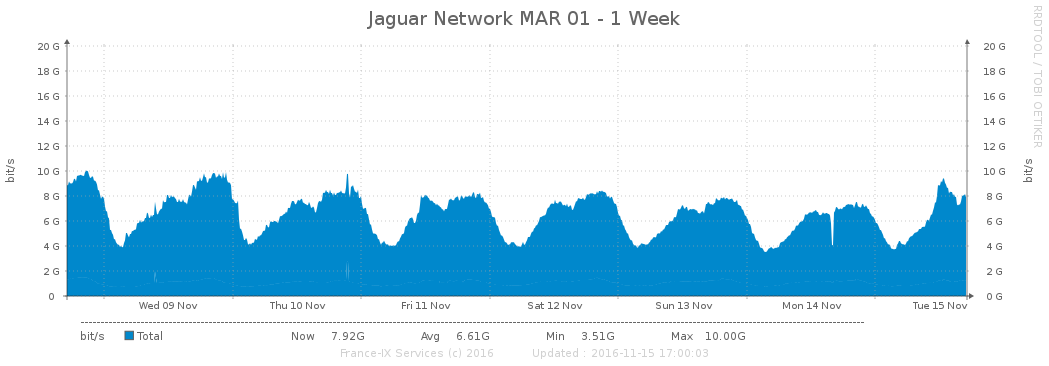 Jaguar Network MAR 01 - 1 Week
RRDTOOL / TOBI OETIKER
bit/s
bit/s
20 G 20 G
18 G 18 G
16 G 16 G
14 G 14 G
12 G 12 G
10 G 10 G
8 G 8 G
6 G 6 G
4 G 4 G
2 G 2 G
0 0 G
Wed 09 Nov Thu 10 Nov Fri 11 Nov Sat 12 Nov Sun 13 Nov Mon 14 Nov Tue 15 Nov
bit/s Total Now 7.92G Avg 6.61G Min 3.51G Max 10.00G
France-IX Services (c) 2016 Updated : 2016-11-15 17:00:03